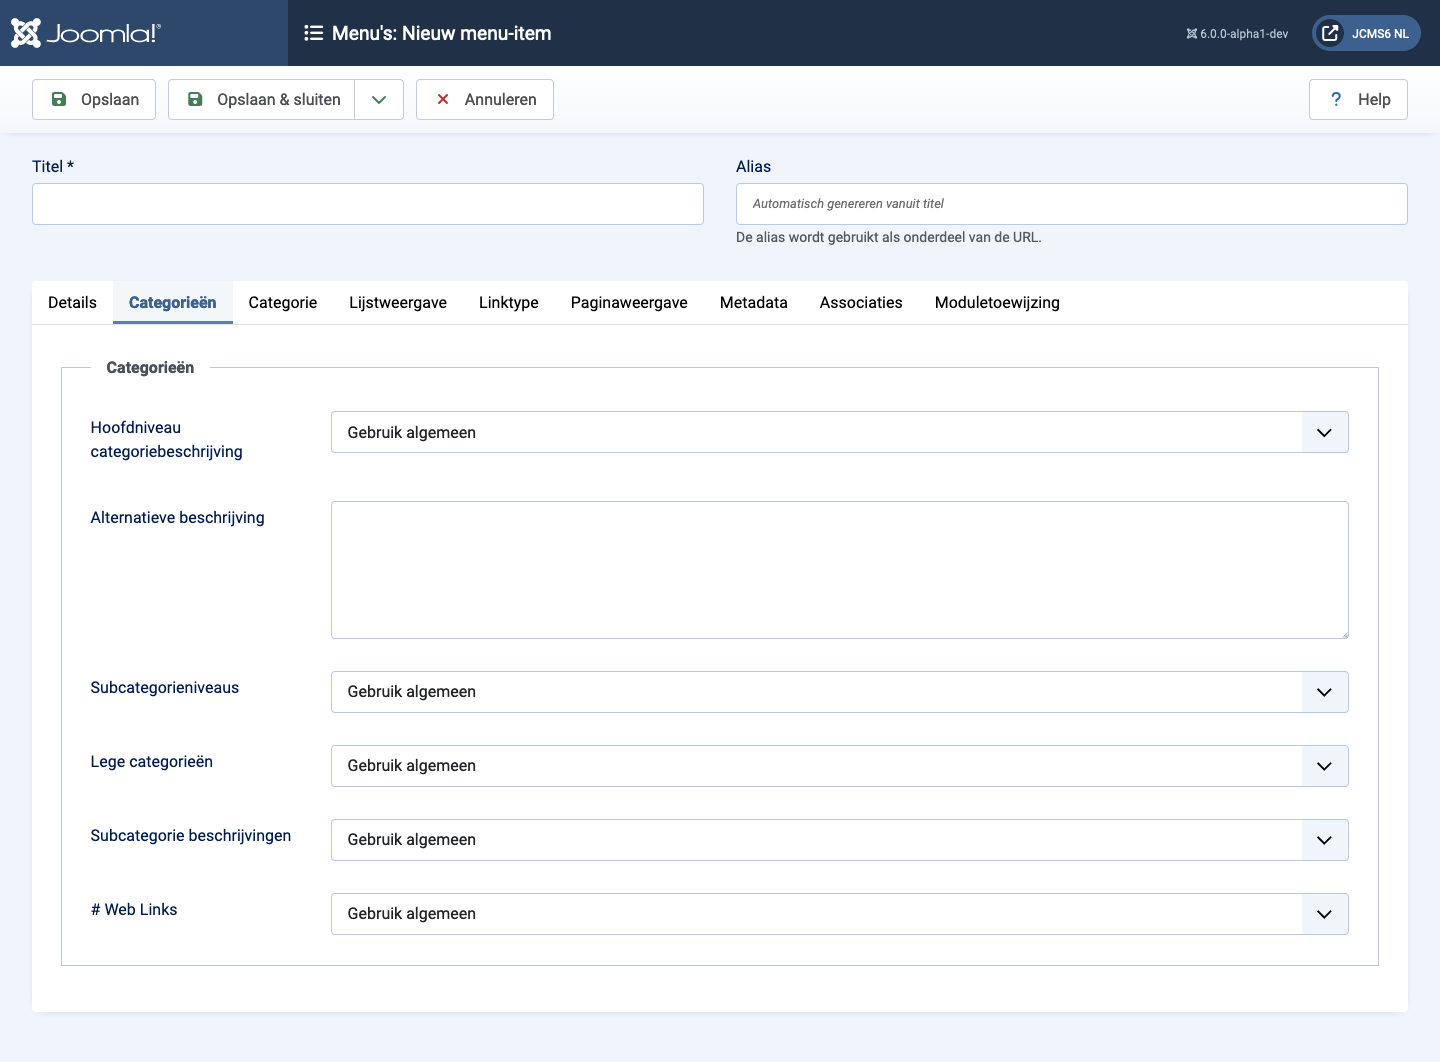 Joomla!®
Menu's: Nieuw menu-item
6.0.0-alpha1-dev
JCMS6 NL
Opslaan
Opslaan & sluiten
Annuleren
? Help
Titel *
Alias
Automatisch genereren vanuit titel
De alias wordt gebruikt als onderdeel van de URL.
Details
Categorieën
Categorie
Lijstweergave
Linktype
Paginaweergave
Metadata
Associaties
Moduletoewijzing
Categorieën
Hoofdniveau
categoriebeschrijving
Gebruik algemeen
Alternatieve beschrijving
Subcategorieniveaus
Gebruik algemeen
Lege categorieën
Gebruik algemeen
Subcategorie beschrijvingen
Gebruik algemeen
# Web Links
Gebruik algemeen